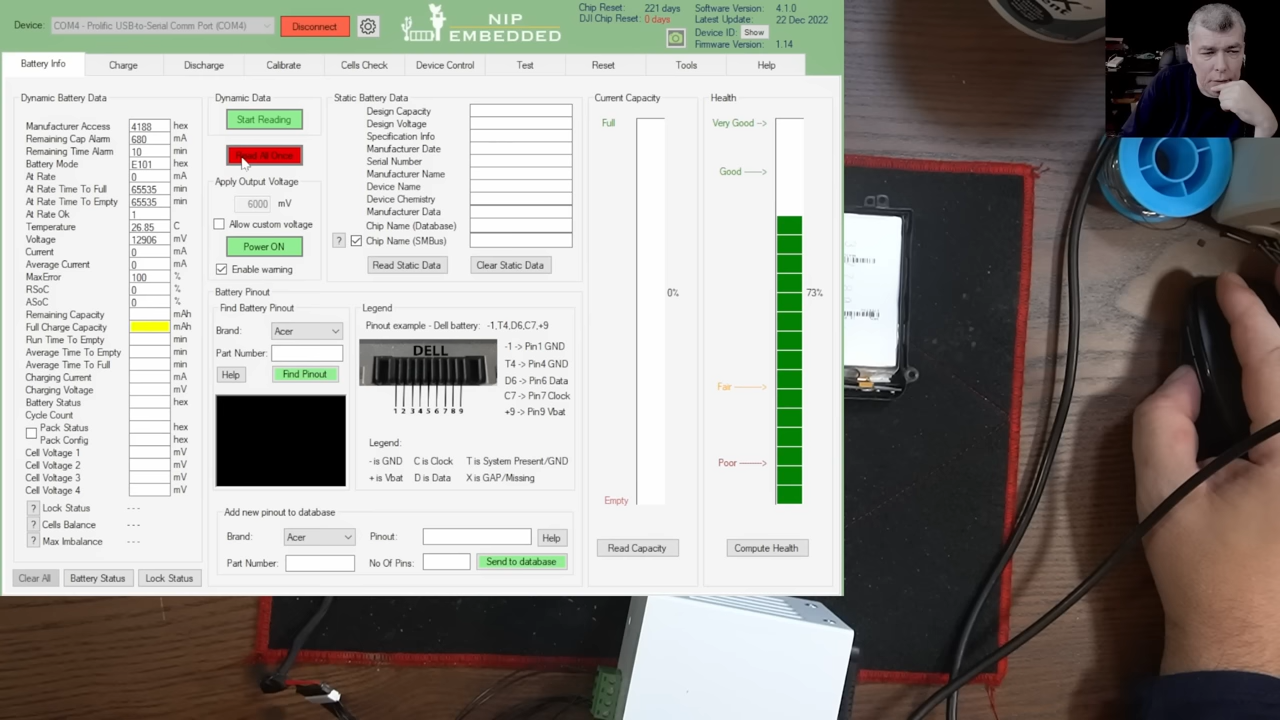 Device: COM4 - Prolific USB-to-Serial Comm Port (COM4) Disconnect
NIP
EMBEDDED
Chip Reset: 221 days
DJI Chip Reset: 0 days
Software Version: 4.1.0
Latest Update: 22 Dec 2022
Device ID: Show
Firmware Version: 1.14
Battery Info Charge Discharge Calibrate Cells Check Device Control Test Reset Tools Help
Dynamic Battery Data
Manufacturer Access 4188 hex
Remaining Cap Alarm 680 mA
Remaining Time Alarm 10 min
Battery Mode E101 hex
At Rate 0 mA
At Rate Time To Full 65535 min
At Rate Time To Empty 65535 min
At Rate Ok 1
Temperature 26.85 C
Voltage 12906 mV
Current 0 mA
Average Current 0 mA
MaxError 100 %
RSoC 0 %
ASoC 0 %
Remaining Capacity mAh
Full Charge Capacity mAh
Run Time To Empty min
Average Time To Empty min
Average Time To Full min
Charging Current mA
Charging Voltage mV
Battery Status hex
Cycle Count
Pack Status hex
Pack Config hex
Cell Voltage 1 mV
Cell Voltage 2 mV
Cell Voltage 3 mV
Cell Voltage 4 mV
? Lock Status - - -
? Cells Balance - - -
? Max Imbalance - - -
Clear All Battery Status Lock Status
Dynamic Data
Start Reading
Read All Once
Apply Output Voltage
6000 mV
Allow custom voltage
Power ON
Enable warning
Static Battery Data
Design Capacity
Design Voltage
Specification Info
Manufacturer Date
Serial Number
Manufacturer Name
Device Name
Device Chemistry
Manufacturer Data
Chip Name (Database)
? Chip Name (SMBus)
Read Static Data Clear Static Data
Battery Pinout
Find Battery Pinout
Brand: Acer
Part Number:
Help Find Pinout
Legend
Pinout example - Dell battery: -1,T4,D6,C7,+9
DELL
1 2 3 4 5 6 7 8 9
-1 -> Pin1 GND
T4 -> Pin4 GND
D6 -> Pin6 Data
C7 -> Pin7 Clock
+9 -> Pin9 Vbat
Legend:
- is GND C is Clock T is System Present/GND
+ is Vbat D is Data X is GAP/Missing
Add new pinout to database
Brand: Acer Pinout: Help
Part Number: No Of Pins: Send to database
Current Capacity
Full
0%
Empty
Read Capacity
Health
Very Good -->
Good ---->
73%
Fair ---->
Poor ---->
Compute Health